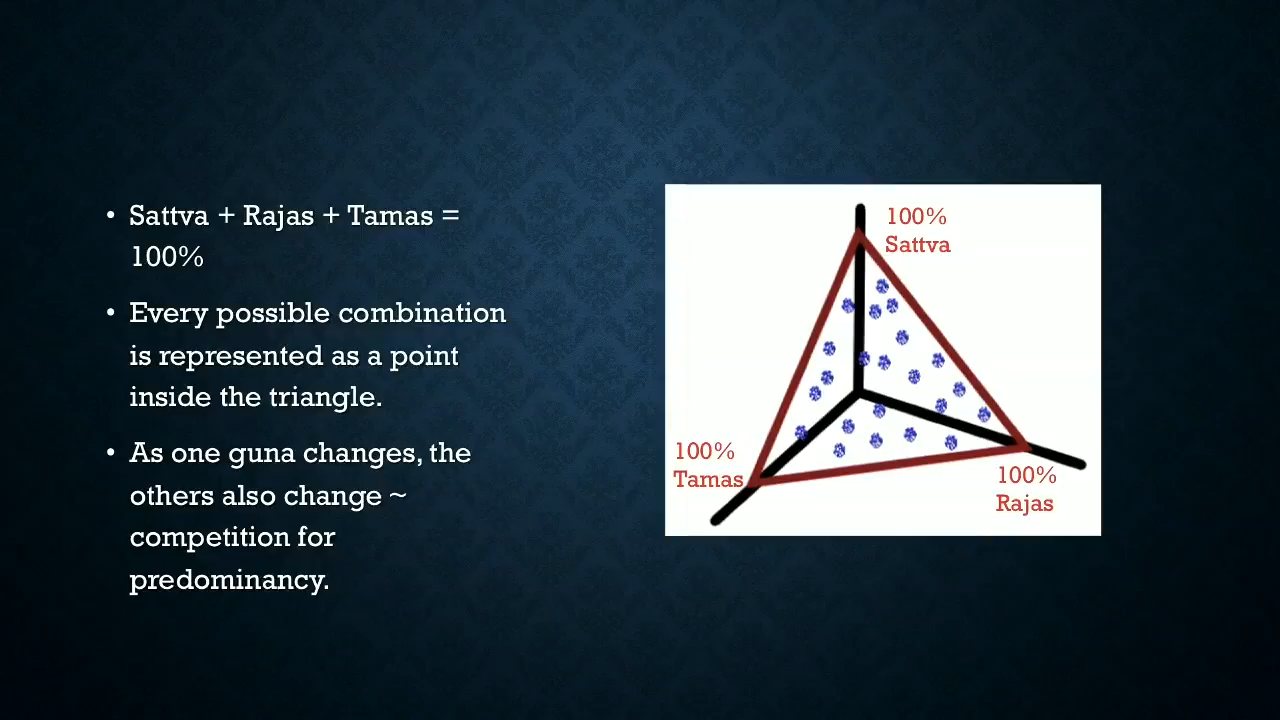 • Sattva + Rajas + Tamas =
100%
• Every possible combination
is represented as a point
inside the triangle.
• As one guna changes, the
others also change ~
competition for
predominancy.
100%
Sattva
100%
Tamas
100%
Rajas